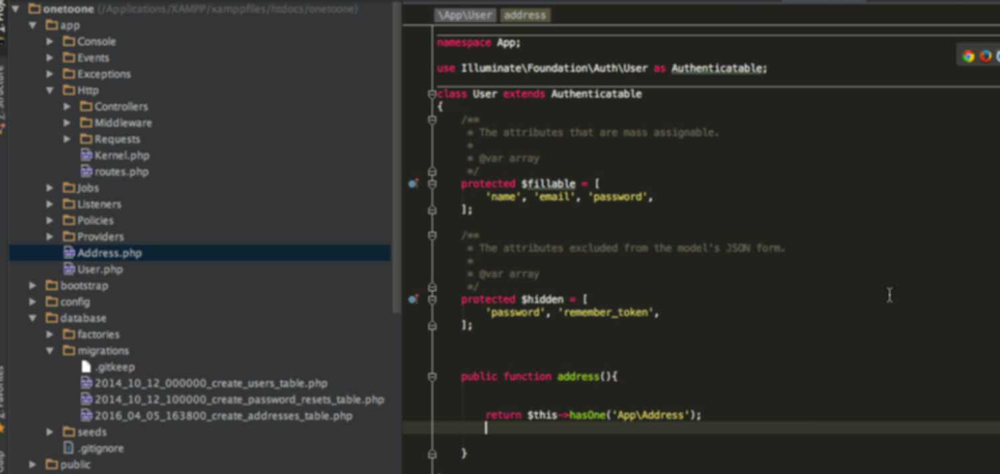 onetoone (/Applications/XAMPP/xamppfiles/htdocs/onetoone)
app
Console
Events
Exceptions
Http
Controllers
Middleware
Requests
Kernel.php
routes.php
Jobs
Listeners
Policies
Providers
Address.php
User.php
bootstrap
config
database
factories
migrations
.gitkeep
2014_10_12_000000_create_users_table.php
2014_10_12_100000_create_password_resets_table.php
2016_04_05_163800_create_addresses_table.php
seeds
.gitignore
public
\App\User address
namespace App;
use Illuminate\Foundation\Auth\User as Authenticatable;
class User extends Authenticatable
{
/**
* The attributes that are mass assignable.
*
* @var array
*/
protected $fillable = [
'name', 'email', 'password',
];
/**
* The attributes excluded from the model's JSON form.
*
* @var array
*/
protected $hidden = [
'password', 'remember_token',
];
public function address(){
return $this->hasOne('App\Address');
}